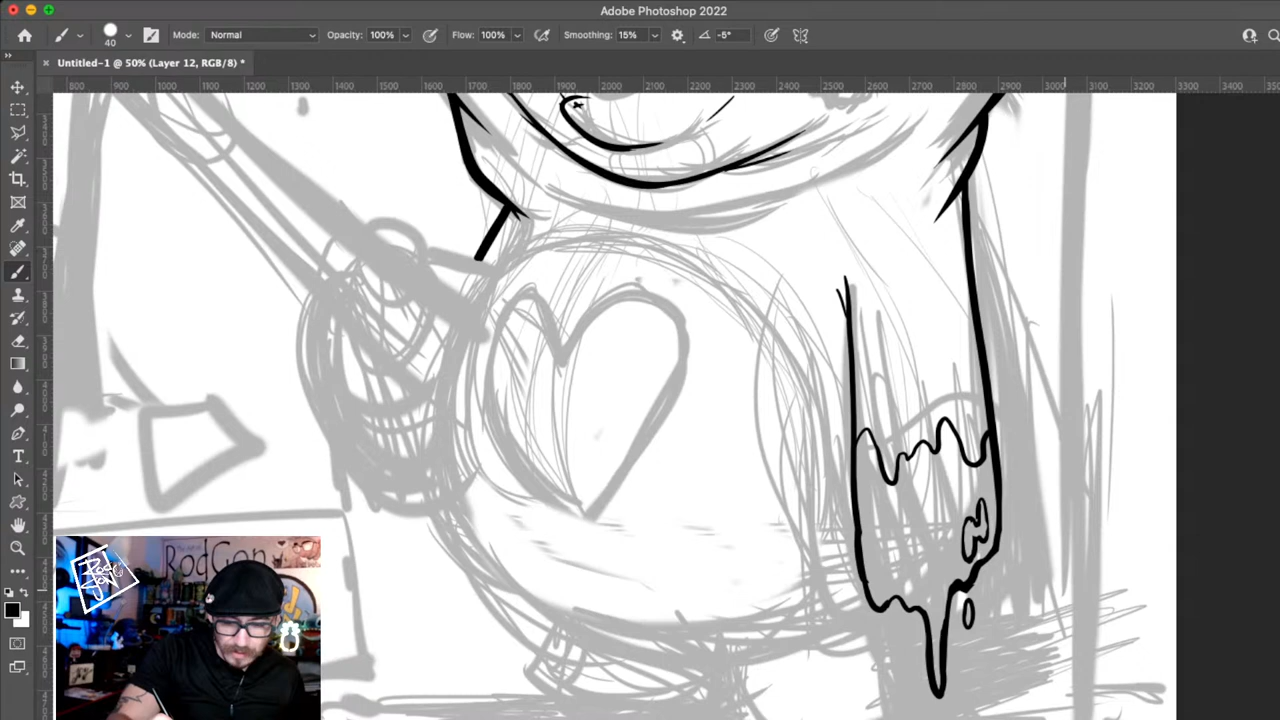 Adobe Photoshop 2022
40 Mode: Normal Opacity: 100% Flow: 100% Smoothing: 15% -5°
Untitled-1 @ 50% (Layer 12, RGB/8) *
800 900 1000 1100 1200 1300 1400 1500 1600 1700 1800 1900 2000 2100 2200 2300 2400 2500 2600 2700 2800 2900 3000 3100 3200 3300 3400
RodGon